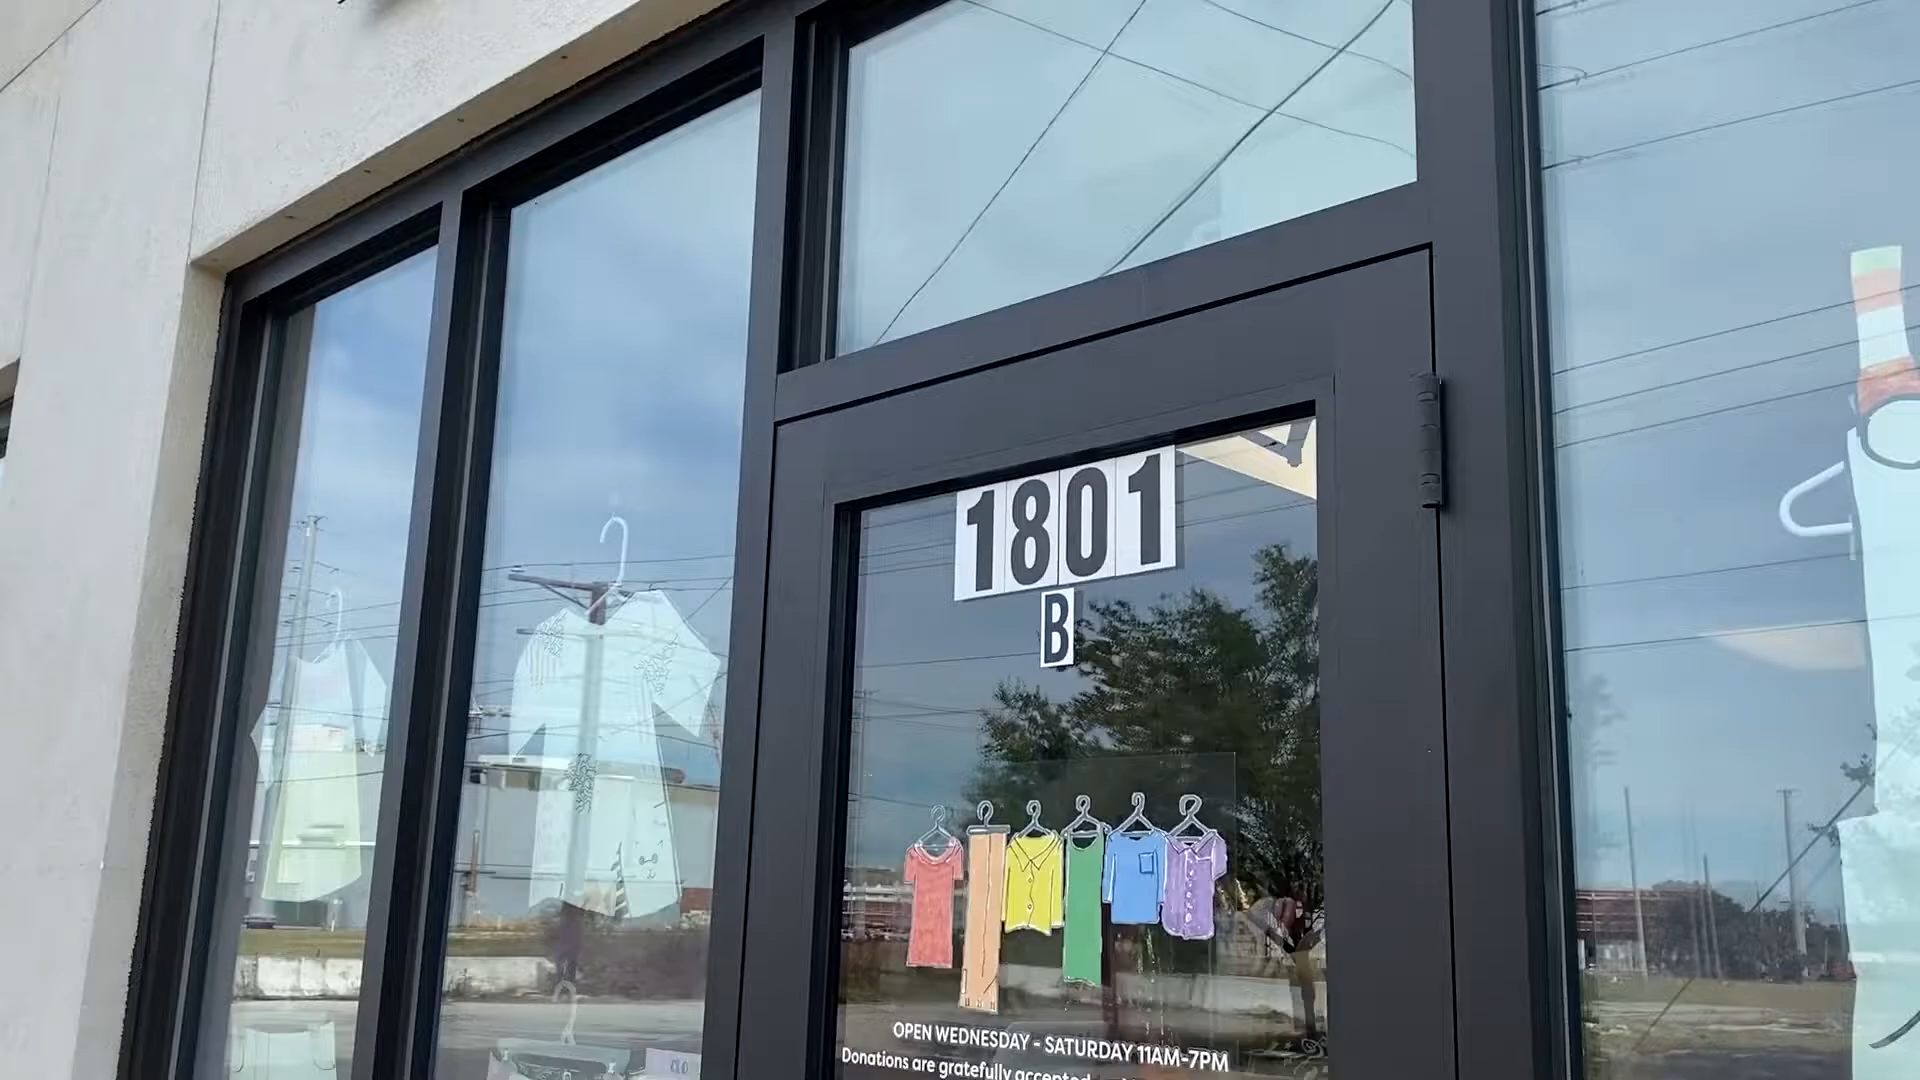 1801
B
OPEN WEDNESDAY - SATURDAY 11AM-7PM
Donations are gratefully accepted